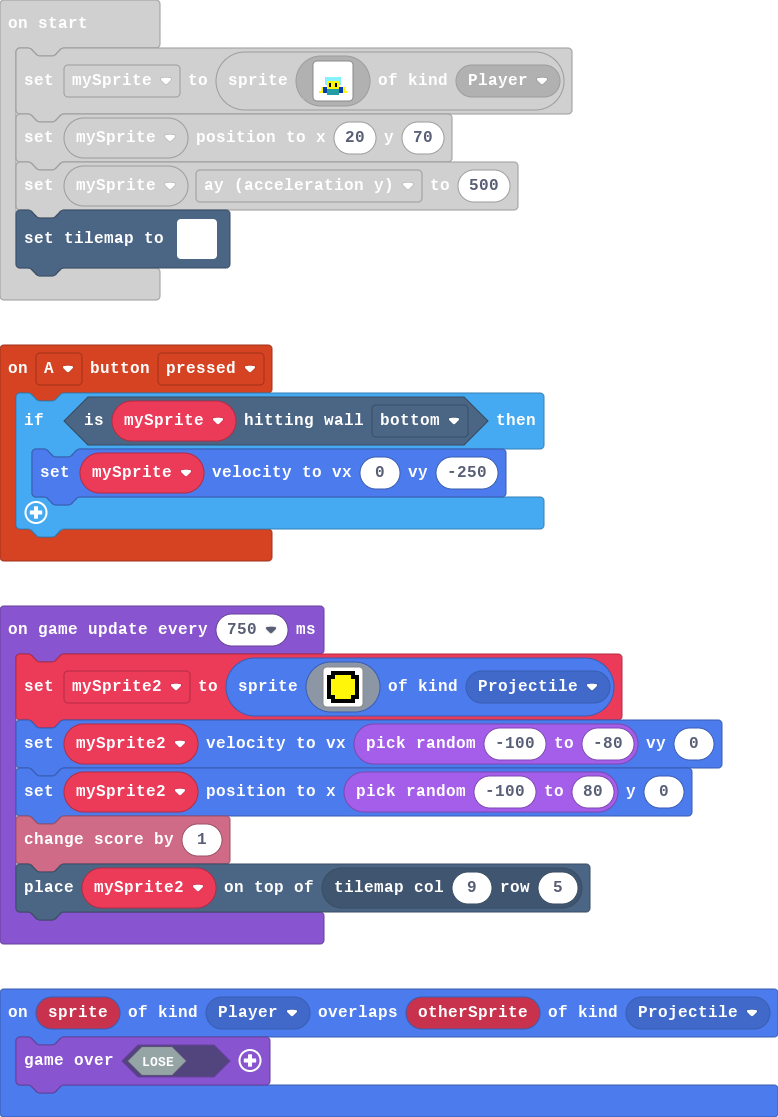 on start
set mySprite to sprite of kind Player
set mySprite position to x 20 y 70
set mySprite ay (acceleration y) to 500
set tilemap to
on A button pressed
if is mySprite hitting wall bottom then
set mySprite velocity to vx 0 vy -250
on game update every 750 ms
set mySprite2 to sprite of kind Projectile
set mySprite2 velocity to vx pick random -100 to -80 vy 0
set mySprite2 position to x pick random -100 to 80 y 0
change score by 1
place mySprite2 on top of tilemap col 9 row 5
on sprite of kind Player overlaps otherSprite of kind Projectile
game over LOSE